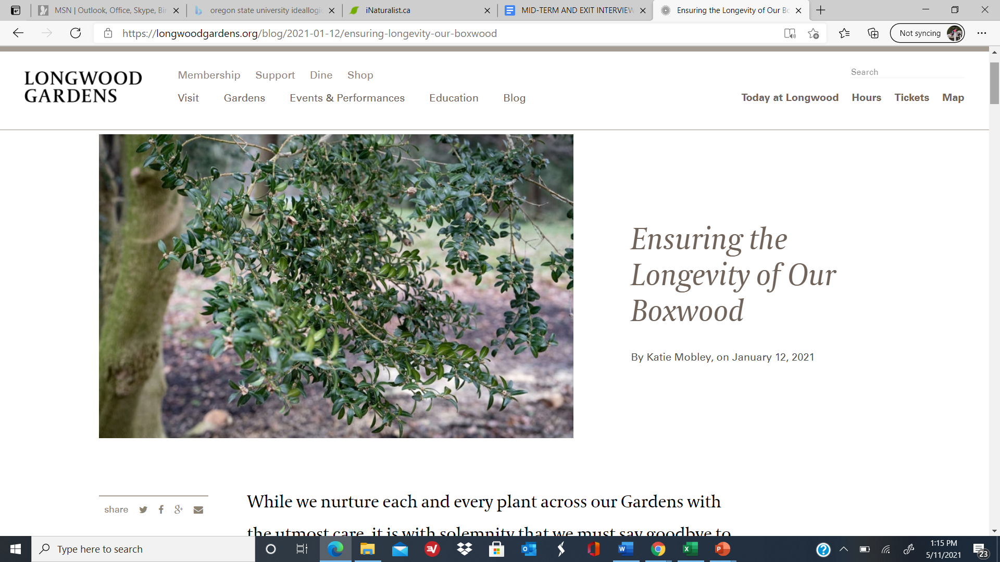 MSN | Outlook, Office, Skype, Bin
oregon state university ideallogic
iNaturalist.ca
MID-TERM AND EXIT INTERVIEW
Ensuring the Longevity of Our Bo
https://longwoodgardens.org/blog/2021-01-12/ensuring-longevity-our-boxwood
Not syncing
LONGWOOD
GARDENS
Membership Support Dine Shop
Search
Visit Gardens Events & Performances Education Blog
Today at Longwood Hours Tickets Map
Ensuring the
Longevity of Our
Boxwood
By Katie Mobley, on January 12, 2021
share
While we nurture each and every plant across our Gardens with
the utmost care, it is with solemnity that we must say goodbye to
Type here to search
1:15 PM
5/11/2021
23